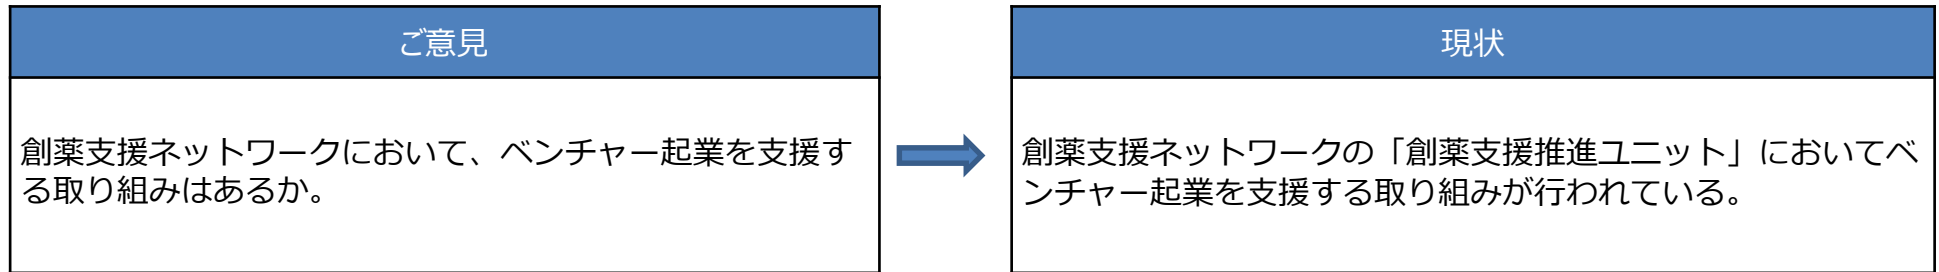 ご意見
創薬支援ネットワークにおいて、ベンチャー起業を支援す
る取り組みはあるか。
現状
創薬支援ネットワークの「創薬支援推進ユニット」においてベ
ンチャー起業を支援する取り組みが行われている。